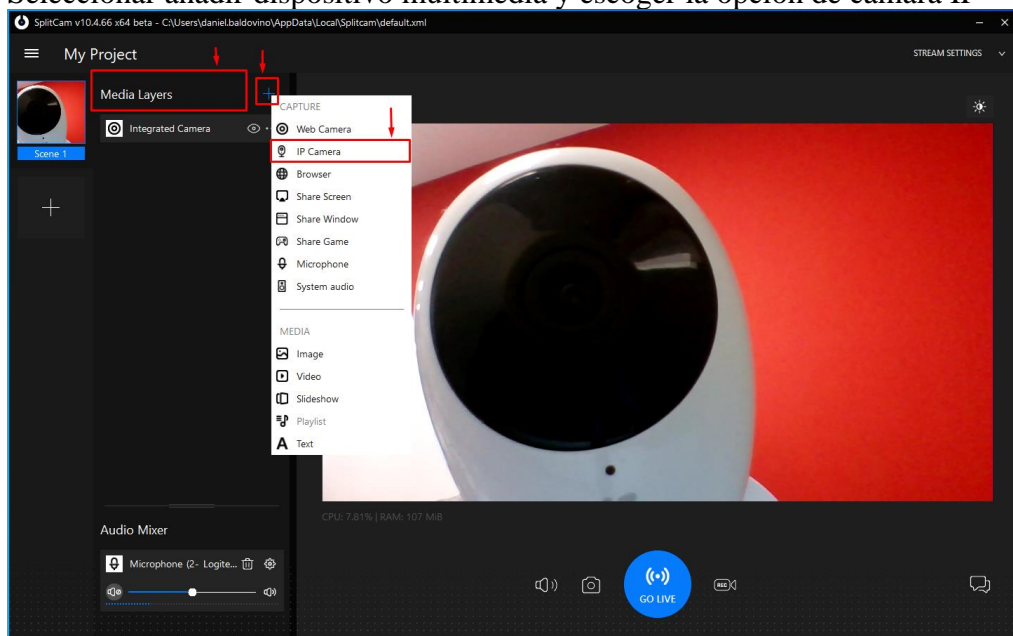 Seleccionar añadir dispositivo multimedia y escoger la opción de cámara IP
SplitCam v10.4.66 x64 beta - C:\Users\daniel.baldovino\AppData\Local\Splitcam\default.xml
My Project
STREAM SETTINGS
Media Layers
CAPTURE
Integrated Camera
Web Camera
Scene 1
IP Camera
Browser
Share Screen
Share Window
Share Game
Microphone
System audio
MEDIA
Image
Video
Slideshow
Playlist
Text
CPU: 7.81% | RAM: 107 MiB
Audio Mixer
Microphone (2- Logite...
REC
GO LIVE